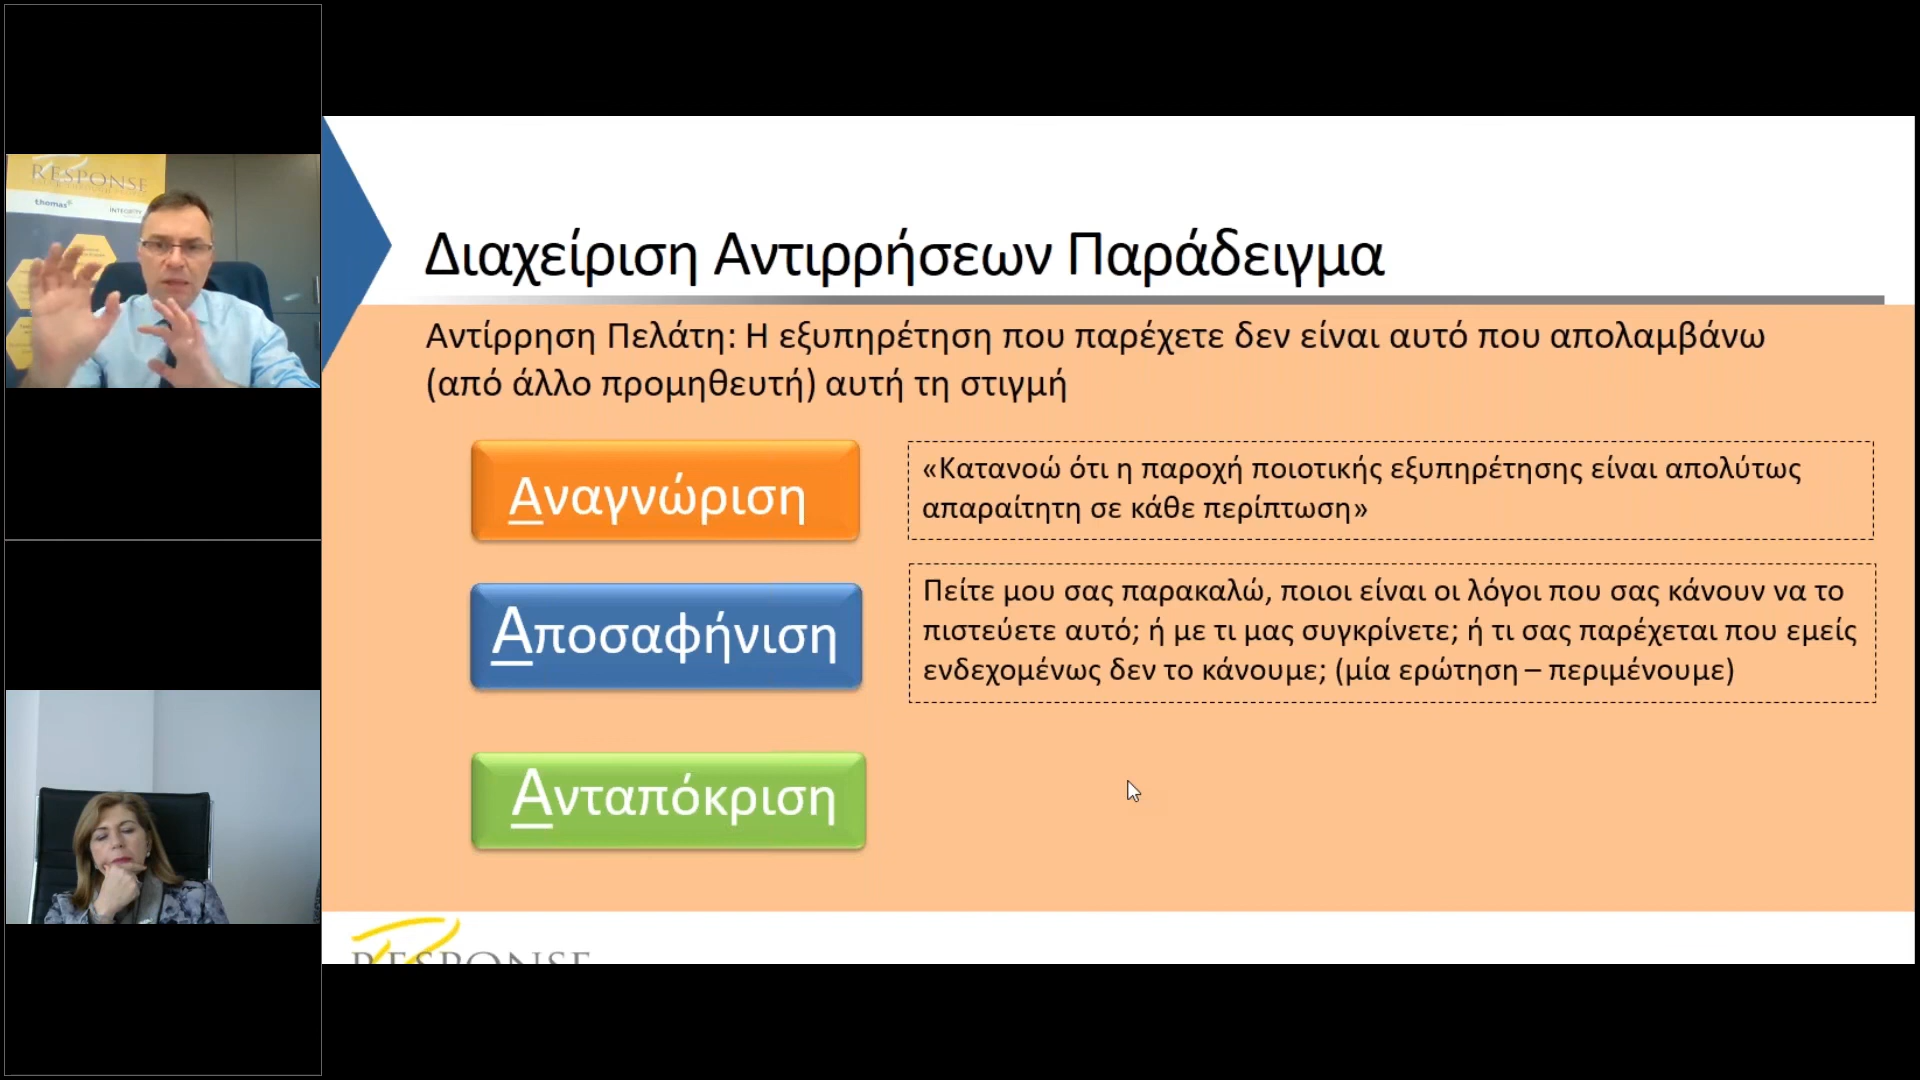 RESPONSE
thomas
INTEGRITY
Διαχείριση Αντιρρήσεων Παράδειγμα
Αντίρρηση Πελάτη: Η εξυπηρέτηση που παρέχετε δεν είναι αυτό που απολαμβάνω
(από άλλο προμηθευτή) αυτή τη στιγμή
Αναγνώριση
«Κατανοώ ότι η παροχή ποιοτικής εξυπηρέτησης είναι απολύτως
απαραίτητη σε κάθε περίπτωση»
Αποσαφήνιση
Πείτε μου σας παρακαλώ, ποιοι είναι οι λόγοι που σας κάνουν να το
πιστεύετε αυτό; ή με τι μας συγκρίνετε; ή τι σας παρέχεται που εμείς
ενδεχομένως δεν το κάνουμε; (μία ερώτηση – περιμένουμε)
Ανταπόκριση
RESPONSE